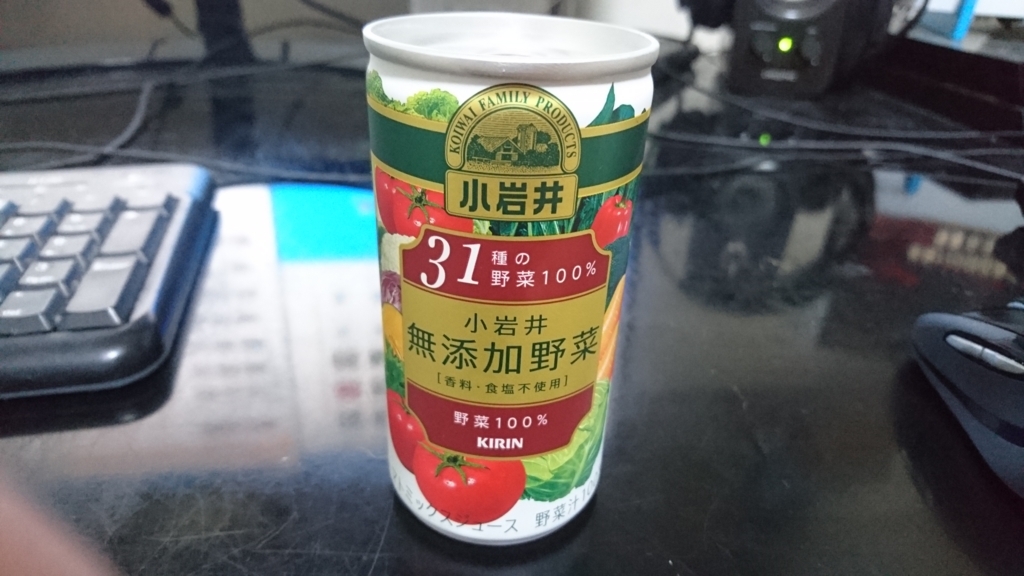 KOIWAI FAMILY PRODUCTS
小岩井
31種の
野菜100%
小岩井
無添加野菜
[香料・食塩不使用]
野菜100%
KIRIN
ミックスジュース 野菜汁